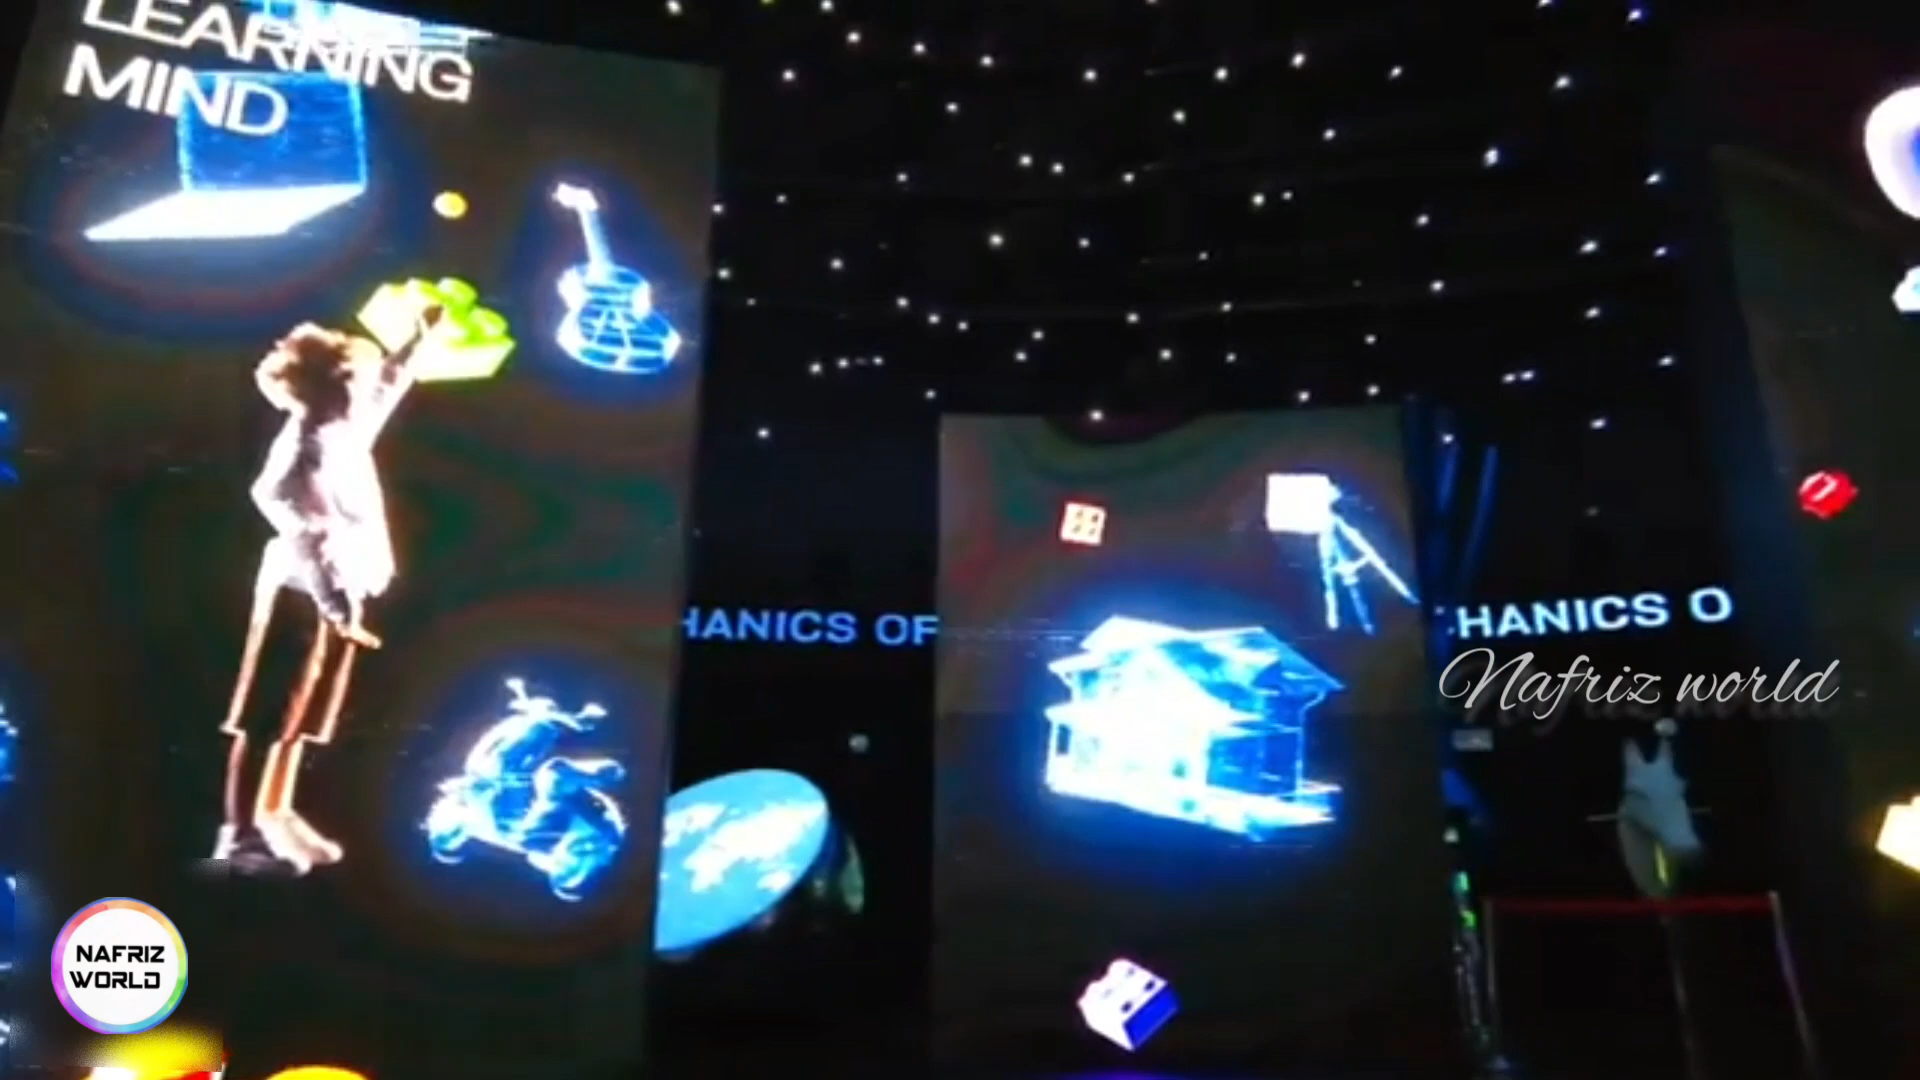 LEARNING
MIND
HANICS OF
HANICS O
Nafriz world
NAFRIZ
WORLD